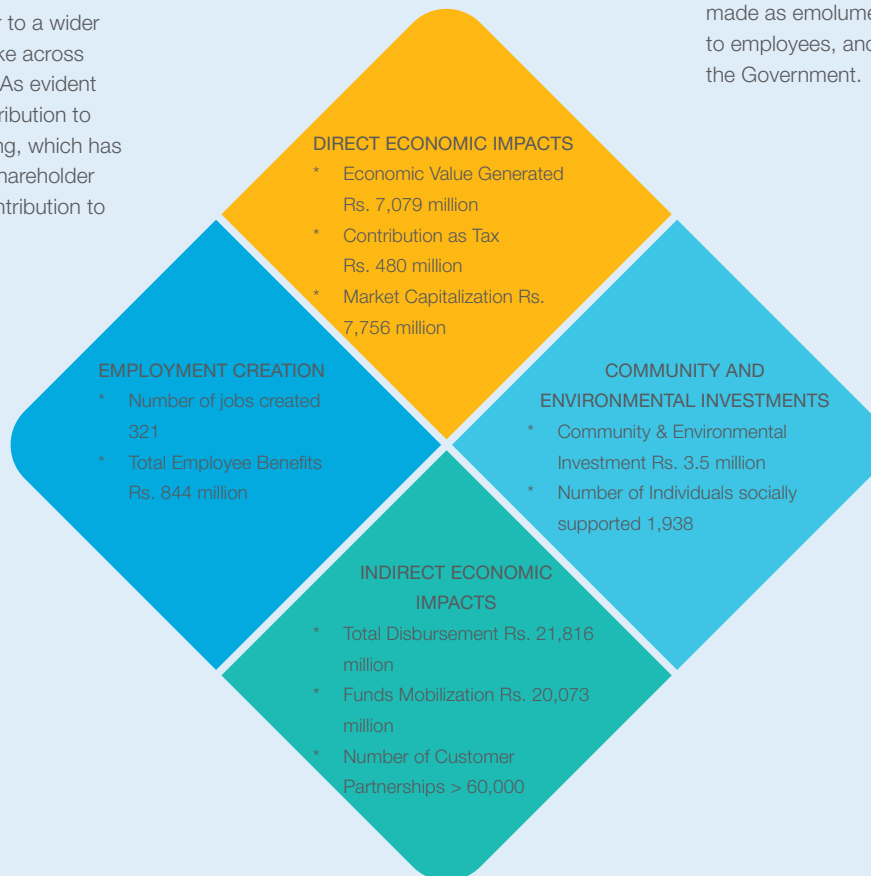 r to a wider
ke across
As evident
ribution to
ng, which has
hareholder
ntribution to
made as emolume
to employees, and
the Government.
DIRECT ECONOMIC IMPACTS
* Economic Value Generated
Rs. 7,079 million
* Contribution as Tax
Rs. 480 million
* Market Capitalization Rs.
7,756 million
EMPLOYMENT CREATION
* Number of jobs created
321
* Total Employee Benefits
Rs. 844 million
COMMUNITY AND
ENVIRONMENTAL INVESTMENTS
* Community & Environmental
Investment Rs. 3.5 million
* Number of Individuals socially
supported 1,938
INDIRECT ECONOMIC
IMPACTS
* Total Disbursement Rs. 21,816
million
* Funds Mobilization Rs. 20,073
million
* Number of Customer
Partnerships > 60,000